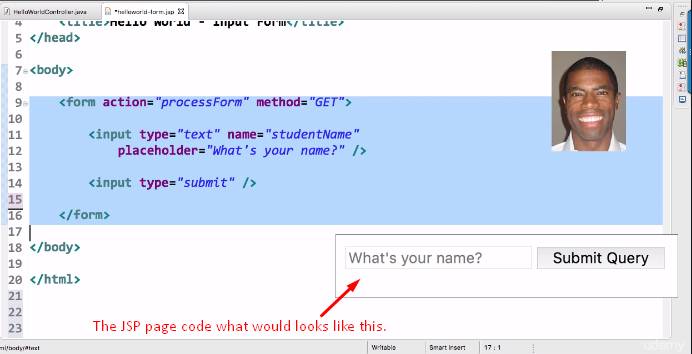 HelloWorldController.java
*helloworld-form.jsp
4 <title>Hello World - Input Form</title>
5 </head>
6
7 <body>
8
9 <form action="processForm" method="GET">
10
11 <input type="text" name="studentName"
12 placeholder="What's your name?" />
13
14 <input type="submit" />
15
16 </form>
17
18 </body>
19
20 </html>
21
22
23
What's your name? Submit Query
The JSP page code what would looks like this.
ml/body/#text Writable Smart Insert 17 : 1
udemy